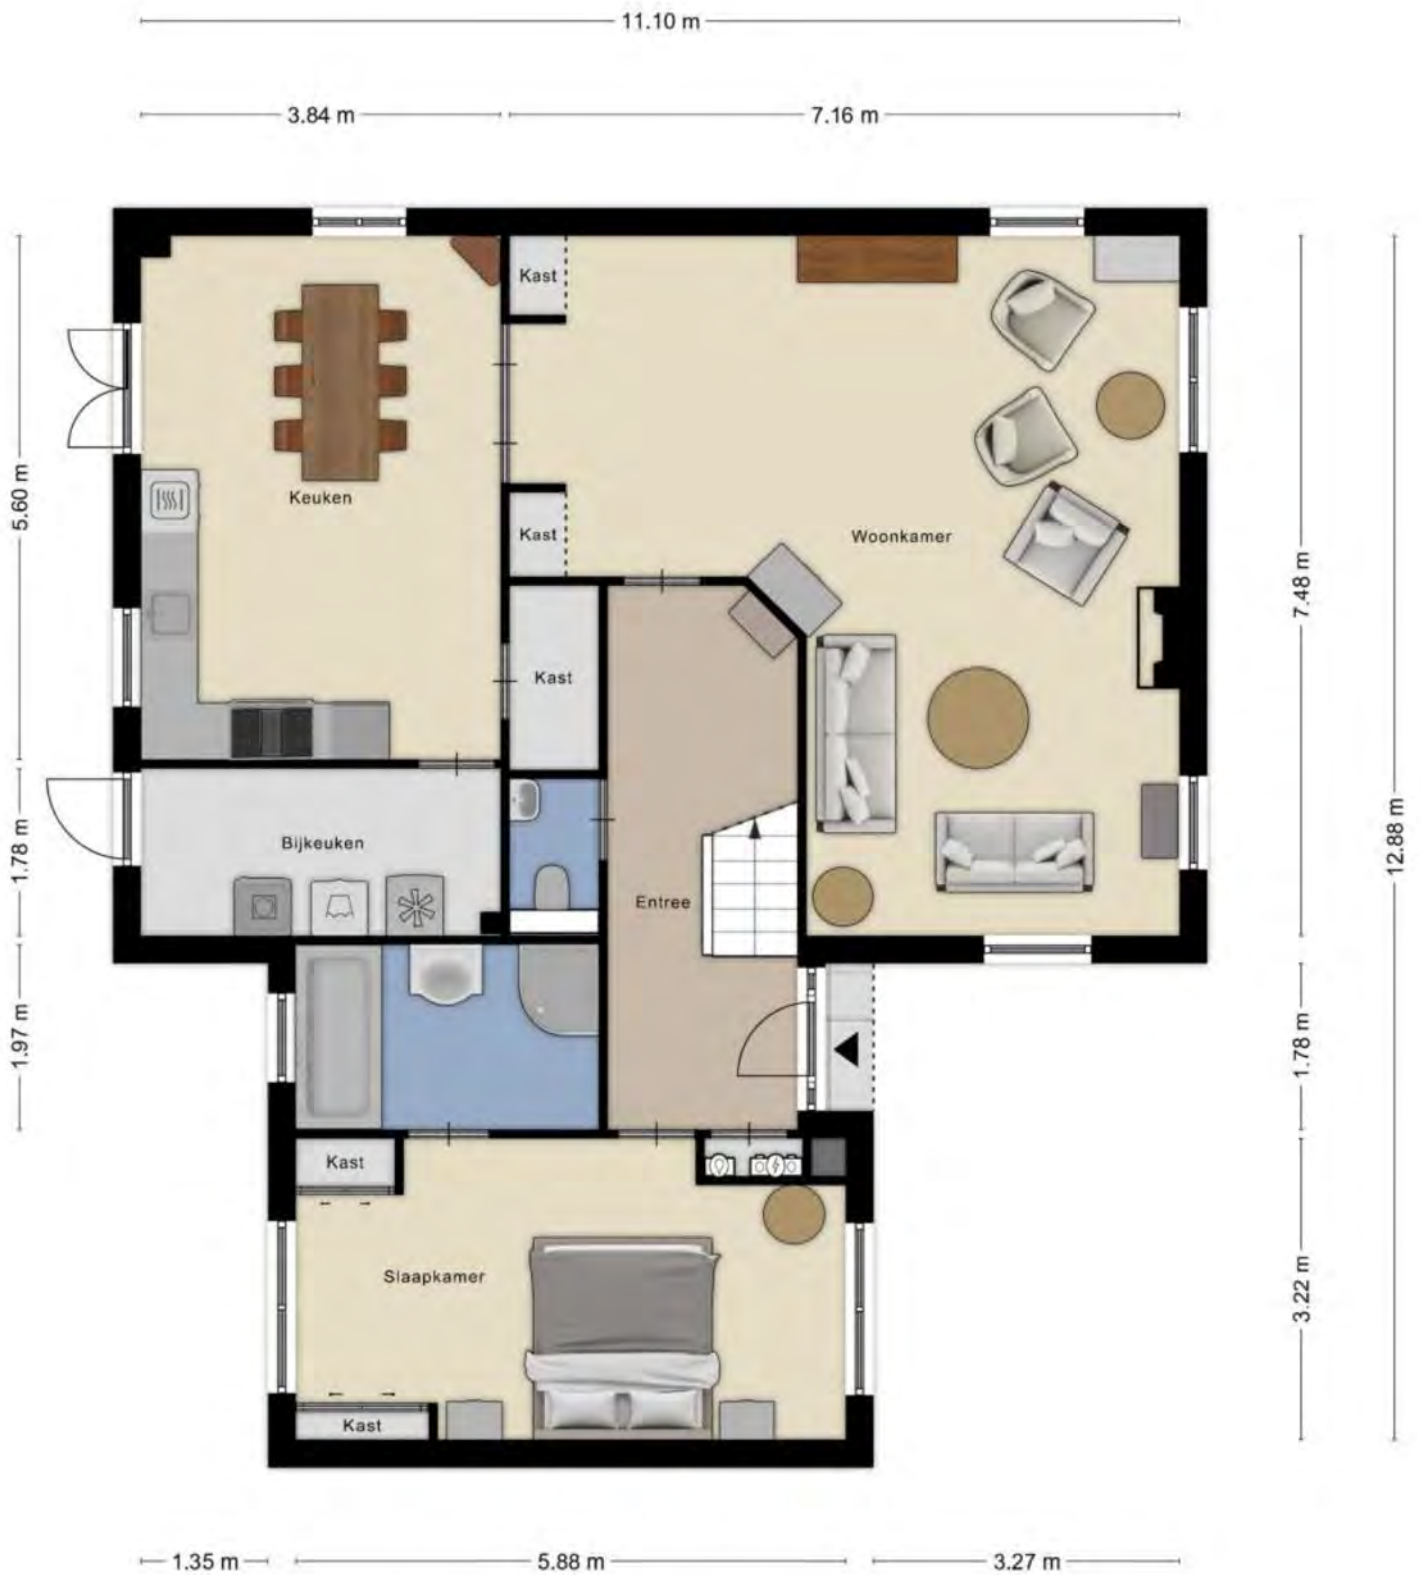 11.10 m
3.84 m
7.16 m
Kast
Keuken
Kast
Woonkamer
5.60 m
7.48 m
Kast
Bijkeuken
1.78 m
12.88 m
Entree
1.97 m
1.78 m
Kast
Slaapkamer
3.22 m
Kast
1.35 m
5.88 m
3.27 m